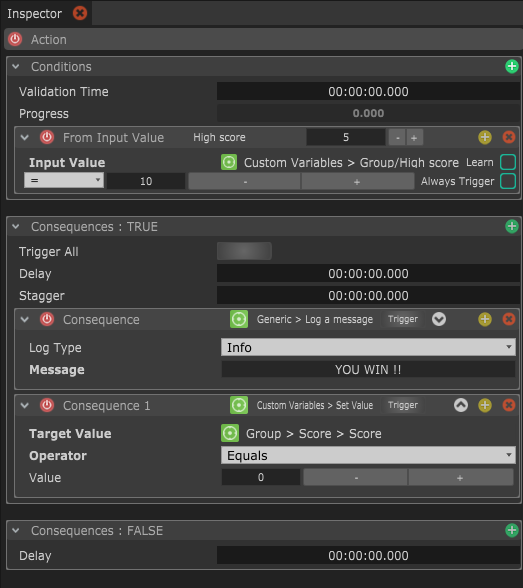 Inspector
Action
Conditions
Validation Time 00:00:00.000
Progress 0.000
From Input Value High score 5 - +
Input Value Custom Variables > Group/High score Learn
= 10 - + Always Trigger
Consequences : TRUE
Trigger All
Delay 00:00:00.000
Stagger 00:00:00.000
Consequence Generic > Log a message Trigger
Log Type Info
Message YOU WIN !!
Consequence 1 Custom Variables > Set Value Trigger
Target Value Group > Score > Score
Operator Equals
Value 0 - +
Consequences : FALSE
Delay 00:00:00.000